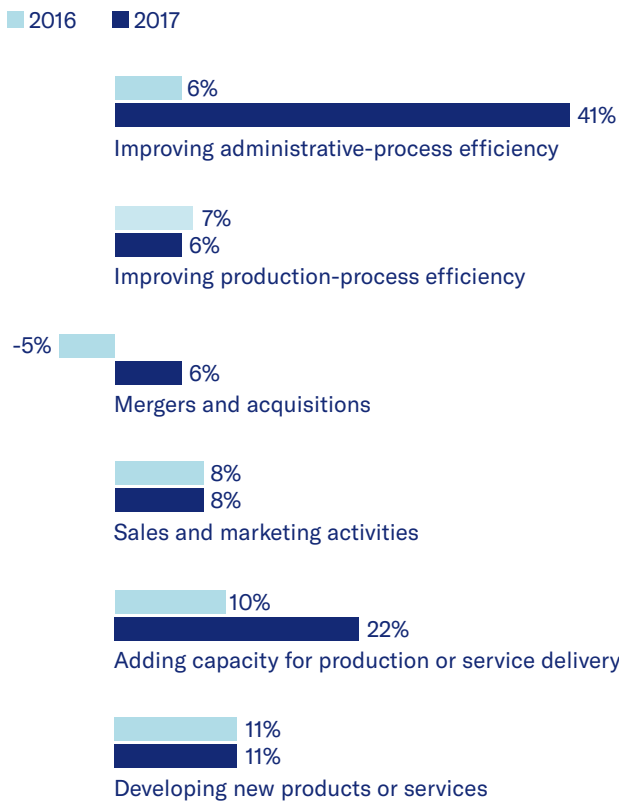 2016 2017
6%
41%
Improving administrative-process efficiency
7%
6%
Improving production-process efficiency
-5%
6%
Mergers and acquisitions
8%
8%
Sales and marketing activities
10%
22%
Adding capacity for production or service delivery
11%
11%
Developing new products or services